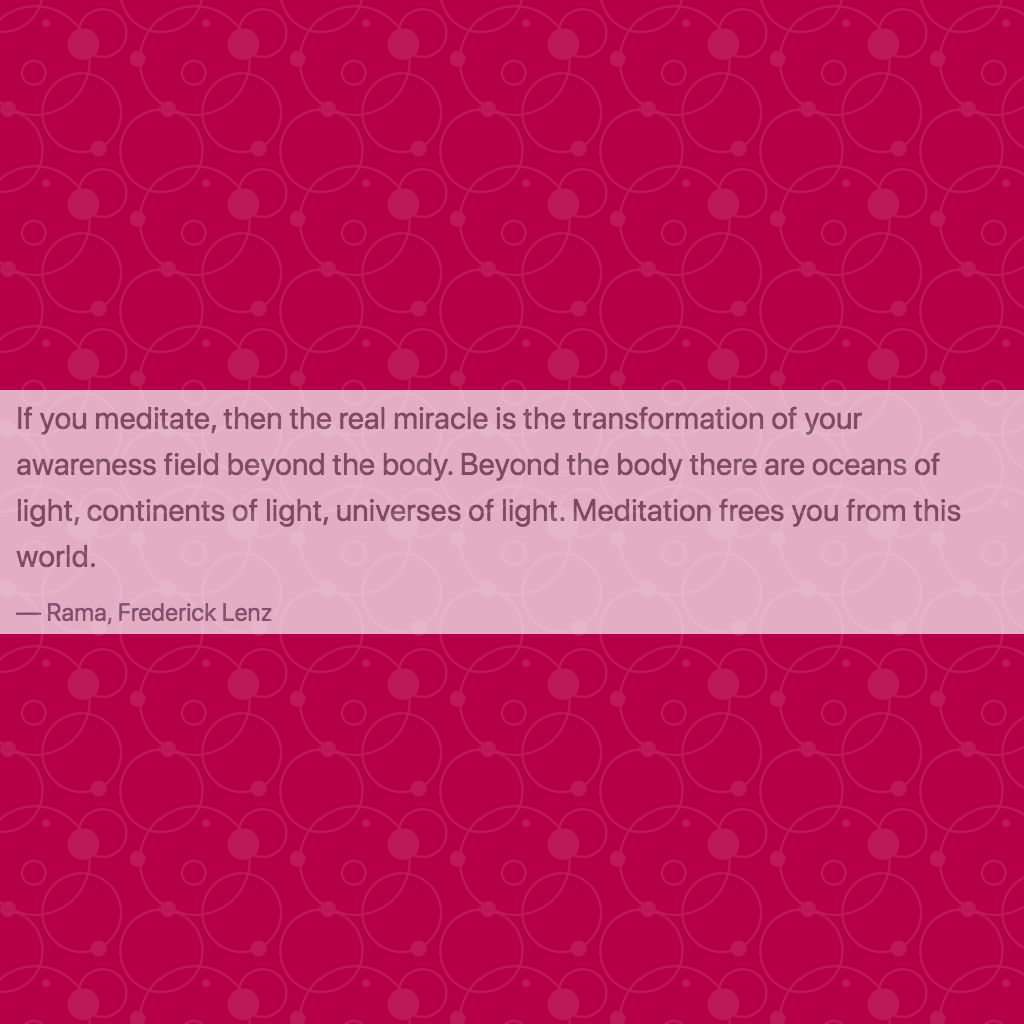 If you meditate, then the real miracle is the transformation of your
awareness field beyond the body. Beyond the body there are oceans of
light, continents of light, universes of light. Meditation frees you from this
world.
— Rama, Frederick Lenz